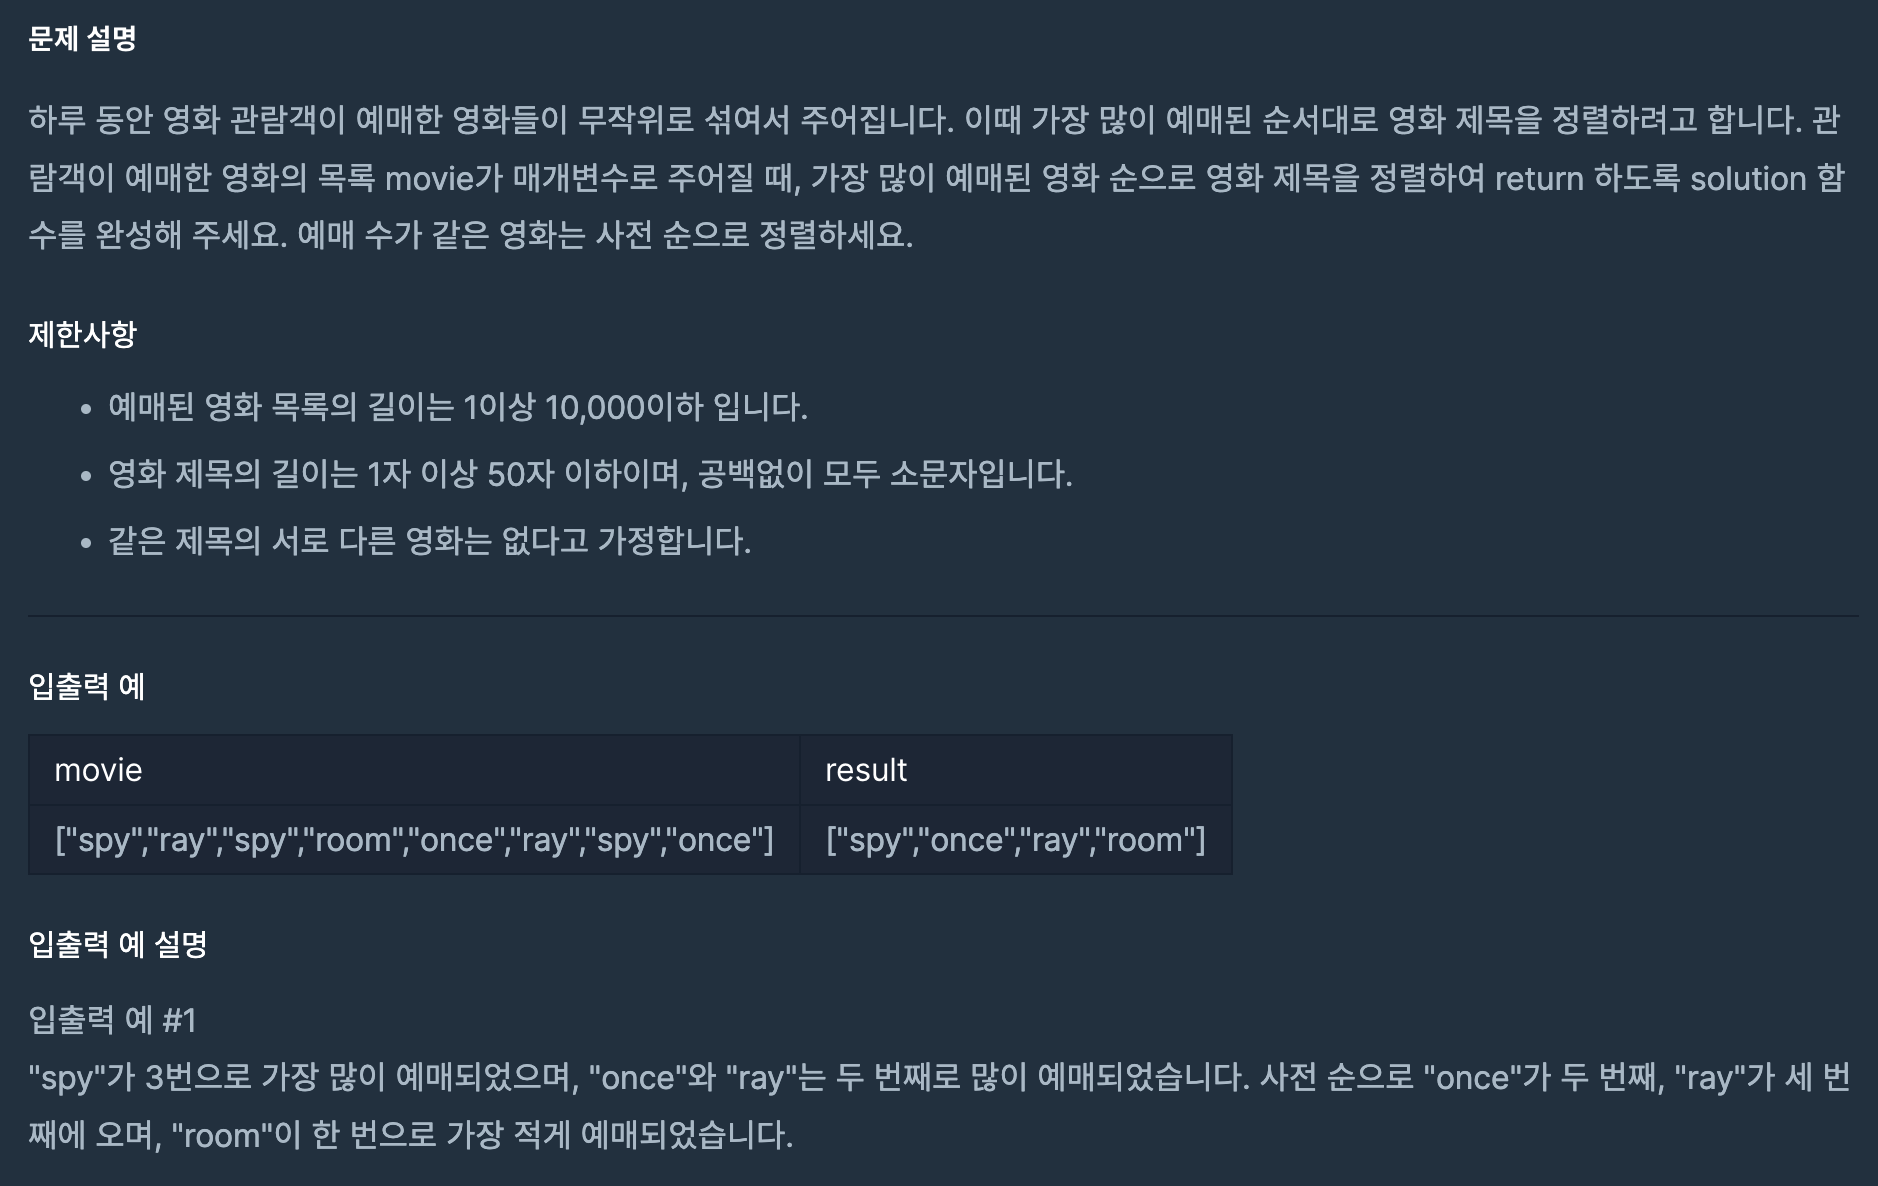 문제 설명
하루 동안 영화 관람객이 예매한 영화들이 무작위로 섞여서 주어집니다. 이때 가장 많이 예매된 순서대로 영화 제목을 정렬하려고 합니다. 관
람객이 예매한 영화의 목록 movie가 매개변수로 주어질 때, 가장 많이 예매된 영화 순으로 영화 제목을 정렬하여 return 하도록 solution 함
수를 완성해 주세요. 예매 수가 같은 영화는 사전 순으로 정렬하세요.
제한사항
• 예매된 영화 목록의 길이는 1이상 10,000이하 입니다.
• 영화 제목의 길이는 1자 이상 50자 이하이며, 공백없이 모두 소문자입니다.
• 같은 제목의 서로 다른 영화는 없다고 가정합니다.
입출력 예
movie result
["spy","ray","spy","room","once","ray","spy","once"] ["spy","once","ray","room"]
입출력 예 설명
입출력 예 #1
"spy"가 3번으로 가장 많이 예매되었으며, "once"와 "ray"는 두 번째로 많이 예매되었습니다. 사전 순으로 "once"가 두 번째, "ray"가 세 번
째에 오며, "room"이 한 번으로 가장 적게 예매되었습니다.